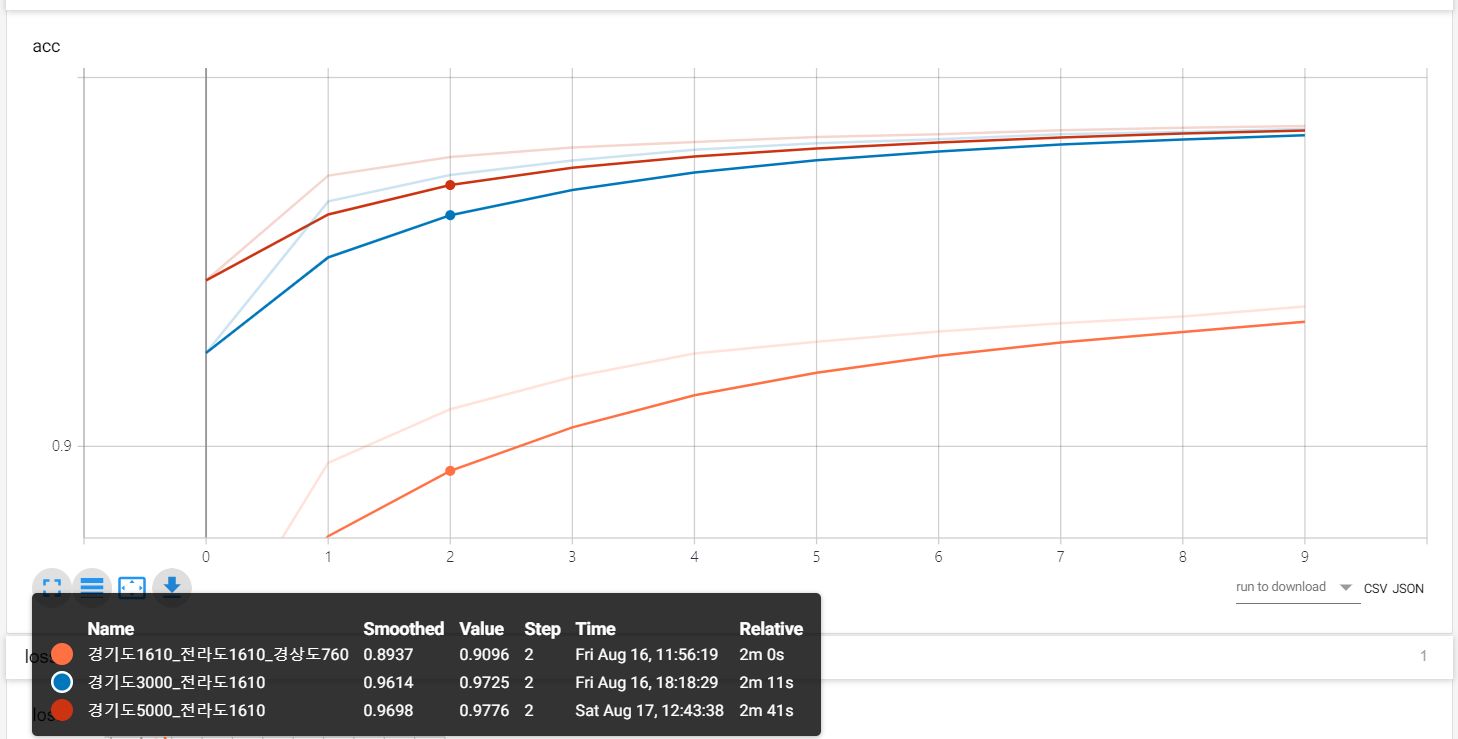 acc
0.9
0 1 2 3 4 5 6 7 8 9
run to download CSV JSON
Name Smoothed Value Step Time Relative
경기도1610_전라도1610_경상도760 0.8937 0.9096 2 Fri Aug 16, 11:56:19 2m 0s
경기도3000_전라도1610 0.9614 0.9725 2 Fri Aug 16, 18:18:29 2m 11s
경기도5000_전라도1610 0.9698 0.9776 2 Sat Aug 17, 12:43:38 2m 41s
1